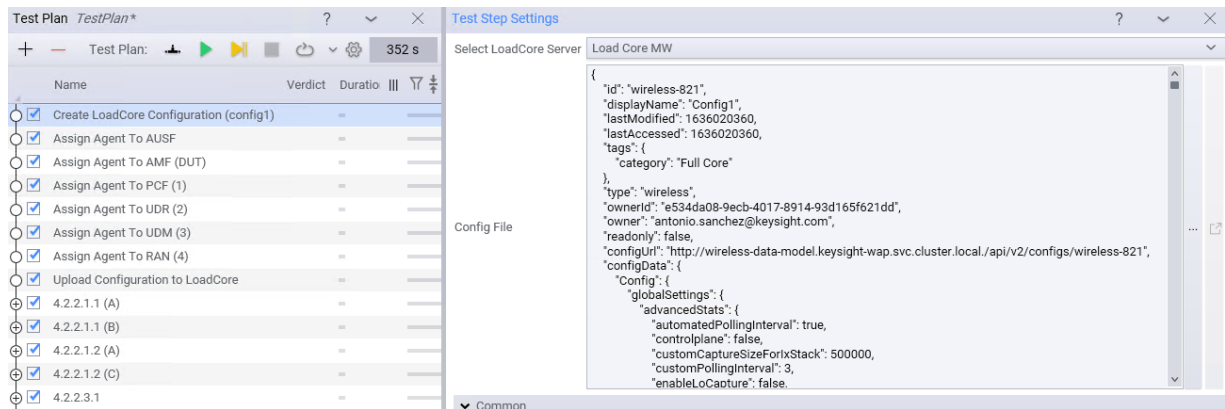 Test Plan TestPlan* ?
Test Plan: 352 s
Name Verdict Duratio
Create LoadCore Configuration (config1)
Assign Agent To AUSF
Assign Agent To AMF (DUT)
Assign Agent To PCF (1)
Assign Agent To UDR (2)
Assign Agent To UDM (3)
Assign Agent To RAN (4)
Upload Configuration to LoadCore
4.2.2.1.1 (A)
4.2.2.1.1 (B)
4.2.2.1.2 (A)
4.2.2.1.2 (C)
4.2.2.3.1
Test Step Settings ?
Select LoadCore Server Load Core MW
Config File ...
{
"id": "wireless-821",
"displayName": "Config1",
"lastModified": 1636020360,
"lastAccessed": 1636020360,
"tags": {
"category": "Full Core"
},
"type": "wireless",
"ownerId": "e534da08-9ecb-4017-8914-93d165f621dd",
"owner": "antonio.sanchez@keysight.com",
"readonly": false,
"configUrl": "http://wireless-data-model.keysight-wap.svc.cluster.local./api/v2/configs/wireless-821",
"configData": {
"Config": {
"globalSettings": {
"advancedStats": {
"automatedPollingInterval": true,
"controlplane": false,
"customCaptureSizeForIxStack": 500000,
"customPollingInterval": 3,
"enableLoCapture": false,
Common